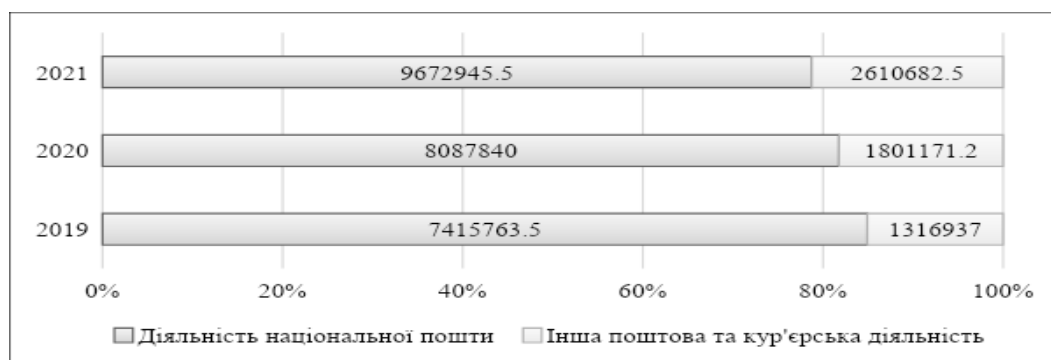 2021 9672945.5 2610682.5
2020 8087840 1801171.2
2019 7415763.5 1316937
0% 20% 40% 60% 80% 100%
Діяльність національної пошти Інша поштова та кур'єрська діяльність